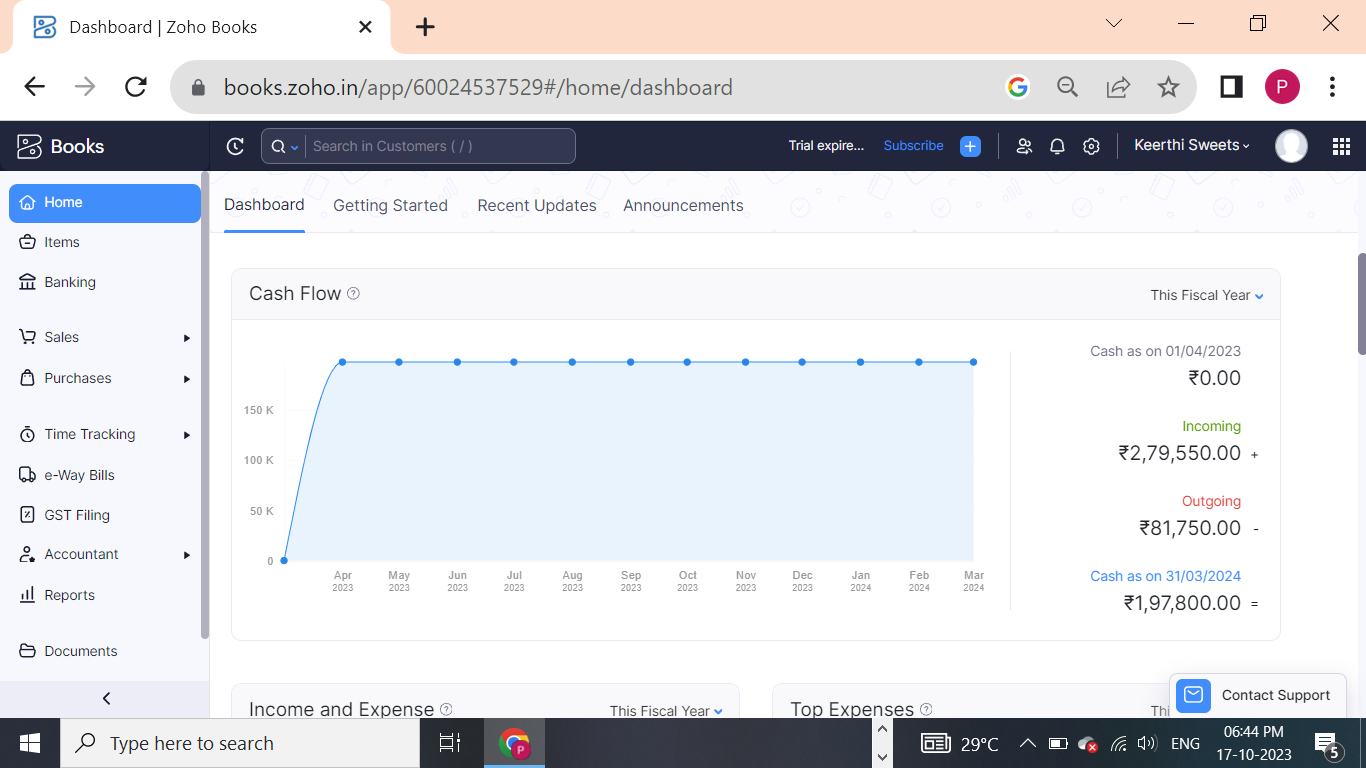 Dashboard | Zoho Books
books.zoho.in/app/60024537529#/home/dashboard
P
Books
Search in Customers ( / )
Trial expire...
Subscribe
Keerthi Sweets
Home
Items
Banking
Sales
Purchases
Time Tracking
e-Way Bills
GST Filing
Accountant
Reports
Documents
Dashboard
Getting Started
Recent Updates
Announcements
Cash Flow
This Fiscal Year
150 K
100 K
50 K
0
Apr May Jun Jul Aug Sep Oct Nov Dec Jan Feb Mar
2023 2023 2023 2023 2023 2023 2023 2023 2023 2024 2024 2024
Cash as on 01/04/2023
₹0.00
Incoming
₹2,79,550.00 +
Outgoing
₹81,750.00 -
Cash as on 31/03/2024
₹1,97,800.00 =
Income and Expense
This Fiscal Year
Top Expenses
Thi
Contact Support
Type here to search
P
29°C
ENG
06:44 PM
17-10-2023
5